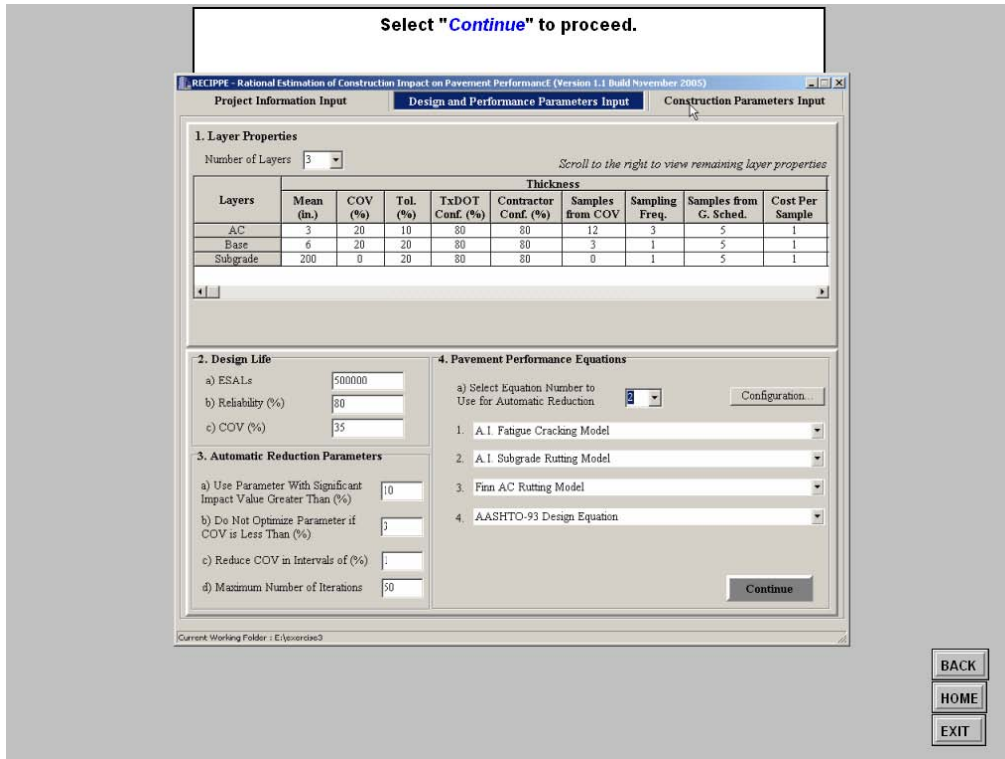 Select "Continue" to proceed.
RECIPPE - Rational Estimation of Construction Impact on Pavement PerformancE (Version 1.1 Build November 2005)
Project Information Input Design and Performance Parameters Input Construction Parameters Input
1. Layer Properties
Number of Layers 3
Scroll to the right to view remaining layer properties
Thickness
Layers Mean (in.) COV (%) Tol. (%) TxDOT Conf. (%) Contractor Conf. (%) Samples from COV Sampling Freq. Samples from G. Sched. Cost Per Sample
AC 3 20 10 80 80 12 3 5 1
Base 6 20 20 80 80 3 1 5 1
Subgrade 200 0 20 80 80 0 1 5 1
2. Design Life
a) ESALs 500000
b) Reliability (%) 80
c) COV (%) 35
3. Automatic Reduction Parameters
a) Use Parameter With Significant
Impact Value Greater Than (%) 10
b) Do Not Optimize Parameter if
COV is Less Than (%) 3
c) Reduce COV in Intervals of (%) 1
d) Maximum Number of Iterations 50
4. Pavement Performance Equations
a) Select Equation Number to
Use for Automatic Reduction 2 Configuration...
1. A.I. Fatigue Cracking Model
2. A.I. Subgrade Rutting Model
3. Finn AC Rutting Model
4. AASHTO-93 Design Equation
Continue
Current Working Folder : E:\exercise3
BACK
HOME
EXIT